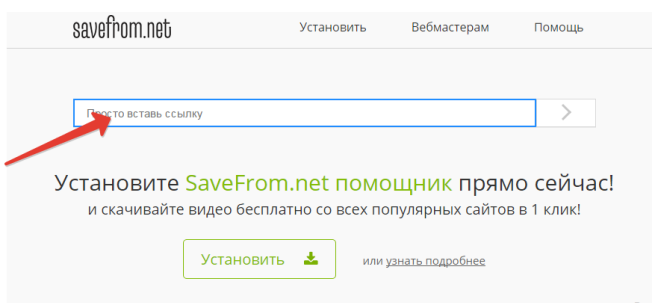 savefrom.net Установить Вебмастерам Помощь
Просто вставь ссылку
Установите SaveFrom.net помощник прямо сейчас!
и скачивайте видео бесплатно со всех популярных сайтов в 1 клик!
Установить или узнать подробнее